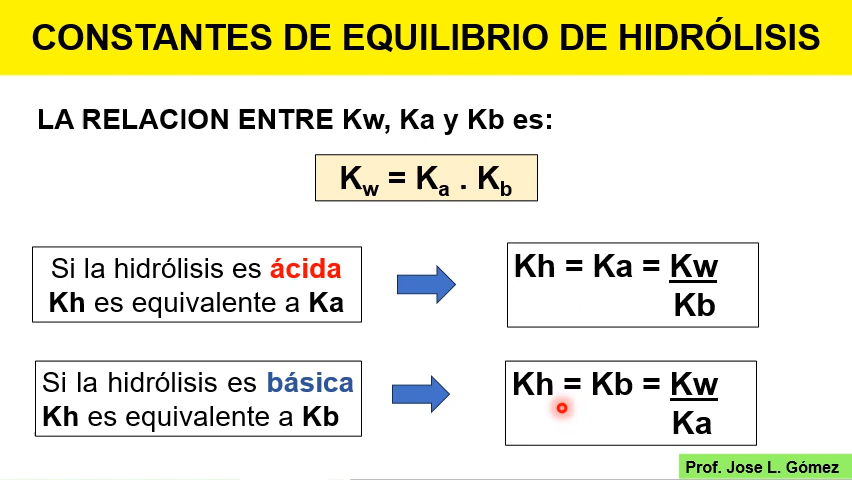 CONSTANTES DE EQUILIBRIO DE HIDRÓLISIS
LA RELACION ENTRE Kw, Ka y Kb es:
Kw = Ka . Kb
Si la hidrólisis es ácida
Kh es equivalente a Ka
Kh = Ka = Kw
Kb
Si la hidrólisis es básica
Kh es equivalente a Kb
Kh = Kb = Kw
Ka
Prof. Jose L. Gómez